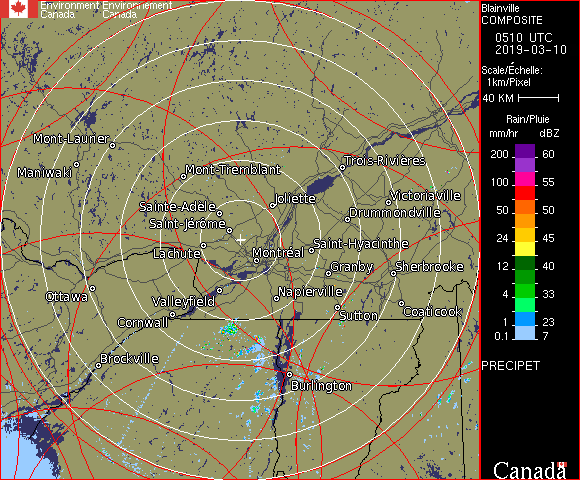 Environment Environnement
Canada Canada
Blainville
COMPOSITE
0510 UTC
2019-03-10
Scale/Échelle:
1km/Pixel
40 KM
Rain/Pluie
mm/hr dBZ
200 60
100 55
50 50
24 45
12 40
4 33
1 23
0.1 7
PRECIPET
Canada
Mont-Laurier
Maniwaki
Mont-Tremblant
Trois-Rivières
Joliette
Victoriaville
Sainte-Adèle
Drummondville
Saint-Jérôme
Saint-Hyacinthe
Lachute
Montréal
Granby
Sherbrooke
Ottawa
Valleyfield
Napierville
Cornwall
Sutton
Coaticook
Brockville
Burlington